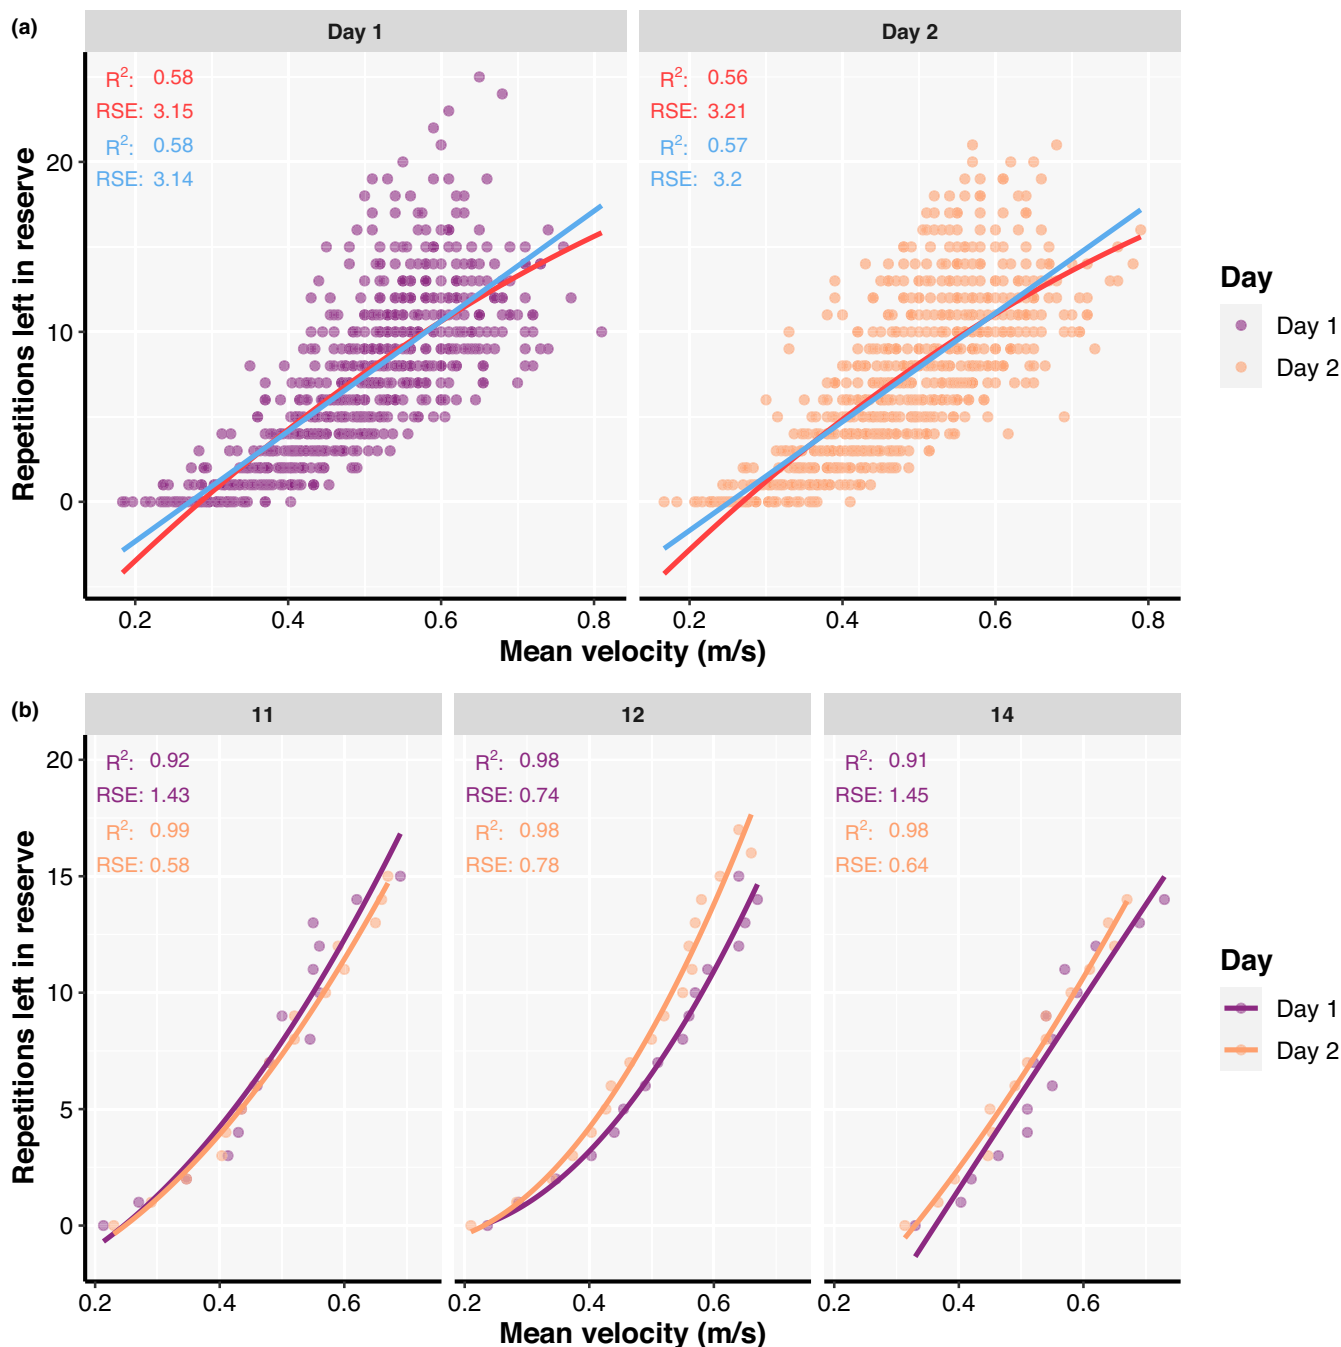 (a)
Day 1
Day 2
R²: 0.58
RSE: 3.15
R²: 0.58
RSE: 3.14
R²: 0.56
RSE: 3.21
R²: 0.57
RSE: 3.2
Repetitions left in reserve
20
10
0
0.2 0.4 0.6 0.8
0.2 0.4 0.6 0.8
Mean velocity (m/s)
Day
Day 1
Day 2
(b)
11
12
14
R²: 0.92
RSE: 1.43
R²: 0.99
RSE: 0.58
R²: 0.98
RSE: 0.74
R²: 0.98
RSE: 0.78
R²: 0.91
RSE: 1.45
R²: 0.98
RSE: 0.64
Repetitions left in reserve
20
15
10
5
0
0.2 0.4 0.6
0.2 0.4 0.6
0.2 0.4 0.6
Mean velocity (m/s)
Day
Day 1
Day 2